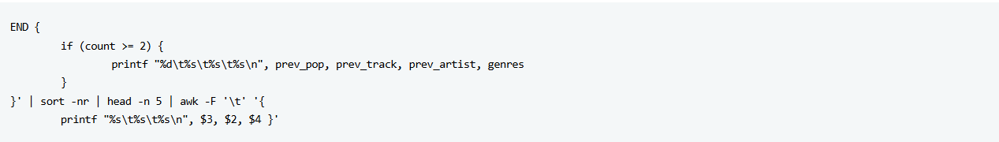 END {
        if (count >= 2) {
                printf "%d\t%s\t%s\t%s\n", prev_pop, prev_track, prev_artist, genres
        }
}' | sort -nr | head -n 5 | awk -F '\t' '{
        printf "%s\t%s\t%s\n", $3, $2, $4 }'